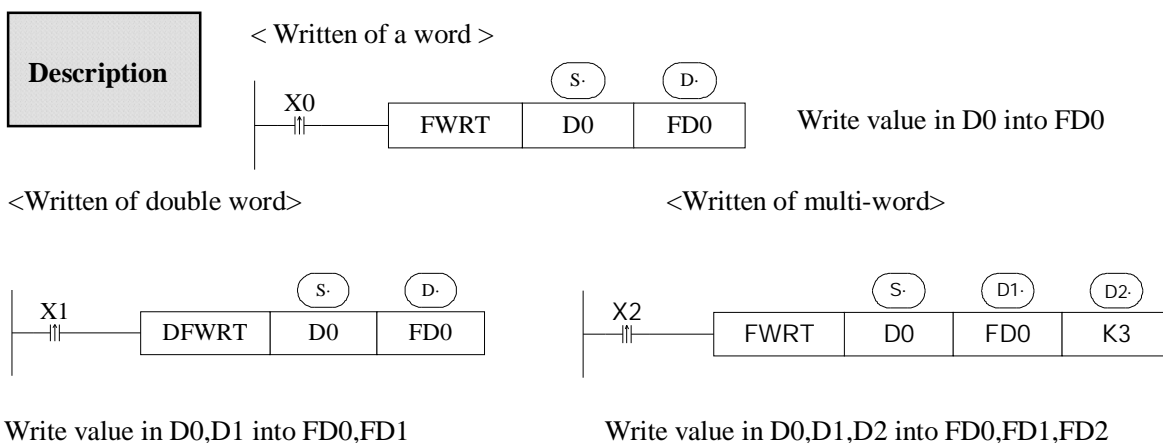 < Written of a word >
Description
S· D·
X0
FWRT D0 FD0
Write value in D0 into FD0
<Written of double word>
<Written of multi-word>
S· D·
X1
DFWRT D0 FD0
S· D1· D2·
X2
FWRT D0 FD0 K3
Write value in D0,D1 into FD0,FD1
Write value in D0,D1,D2 into FD0,FD1,FD2